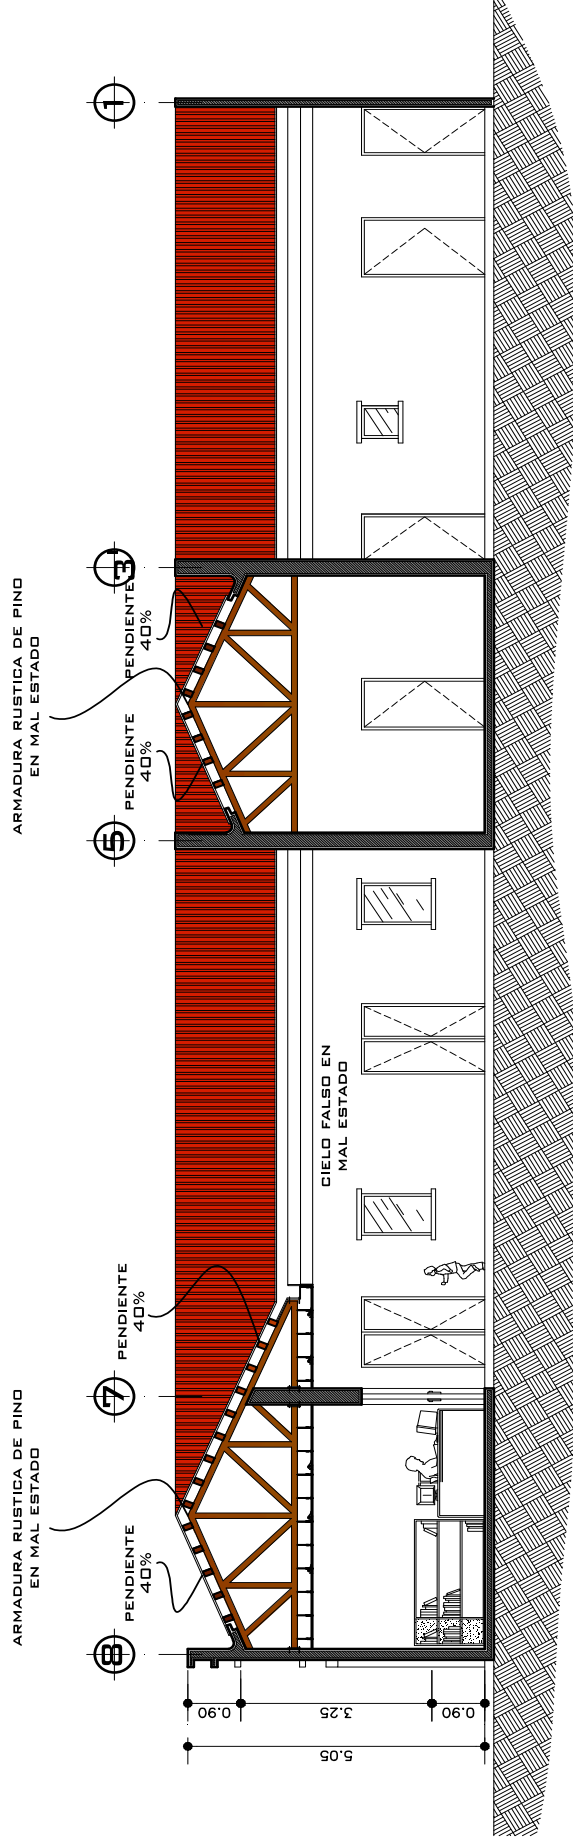 ARMADURA RUSTICA DE PINO
EN MAL ESTADO
PENDIENTE
40%
8
PENDIENTE
40%
7
CIELO FALSO EN
MAL ESTADO
ARMADURA RUSTICA DE PINO
EN MAL ESTADO
PENDIENTE
40%
5
PENDIENTE
40%
3'
1
0.90
3.25
0.90
5.05